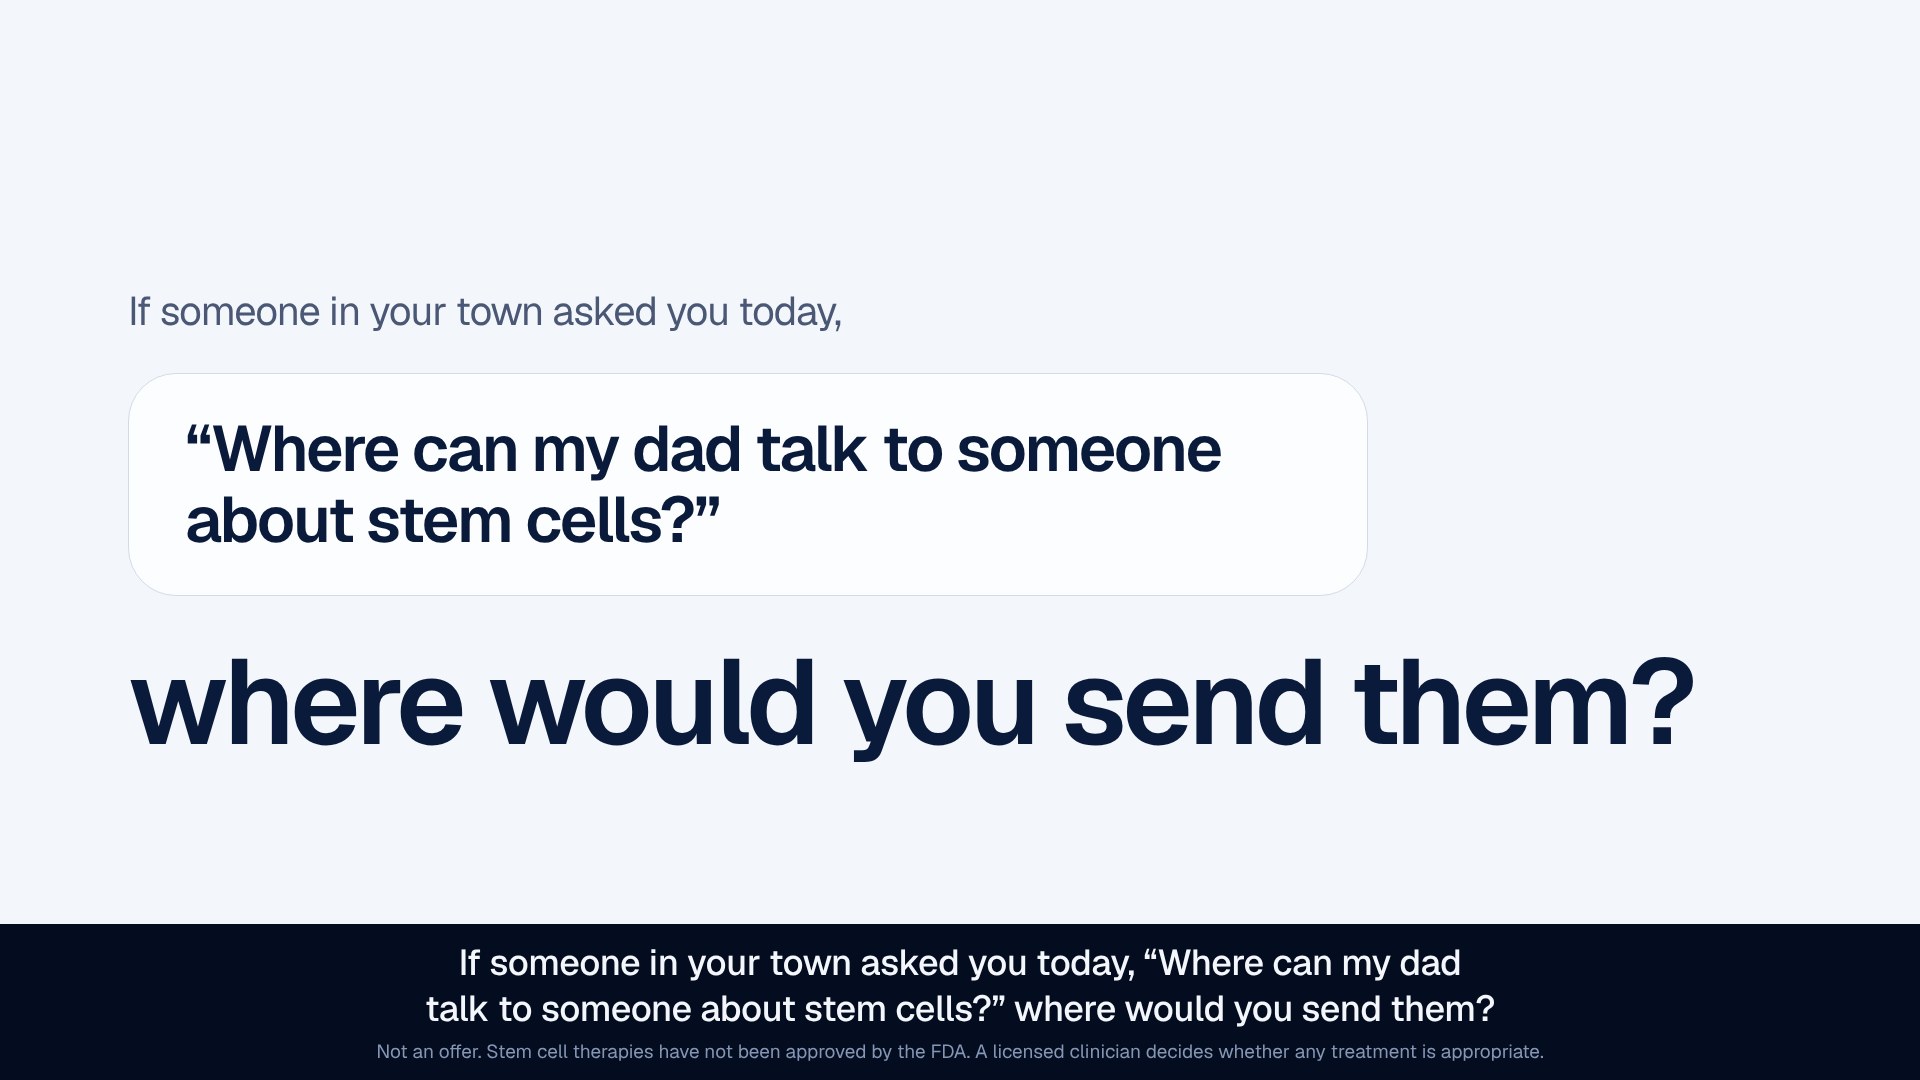 If someone in your town asked you today,
“Where can my dad talk to someone
about stem cells?”
where would you send them?
If someone in your town asked you today, “Where can my dad
talk to someone about stem cells?” where would you send them?
Not an offer. Stem cell therapies have not been approved by the FDA. A licensed clinician decides whether any treatment is appropriate.